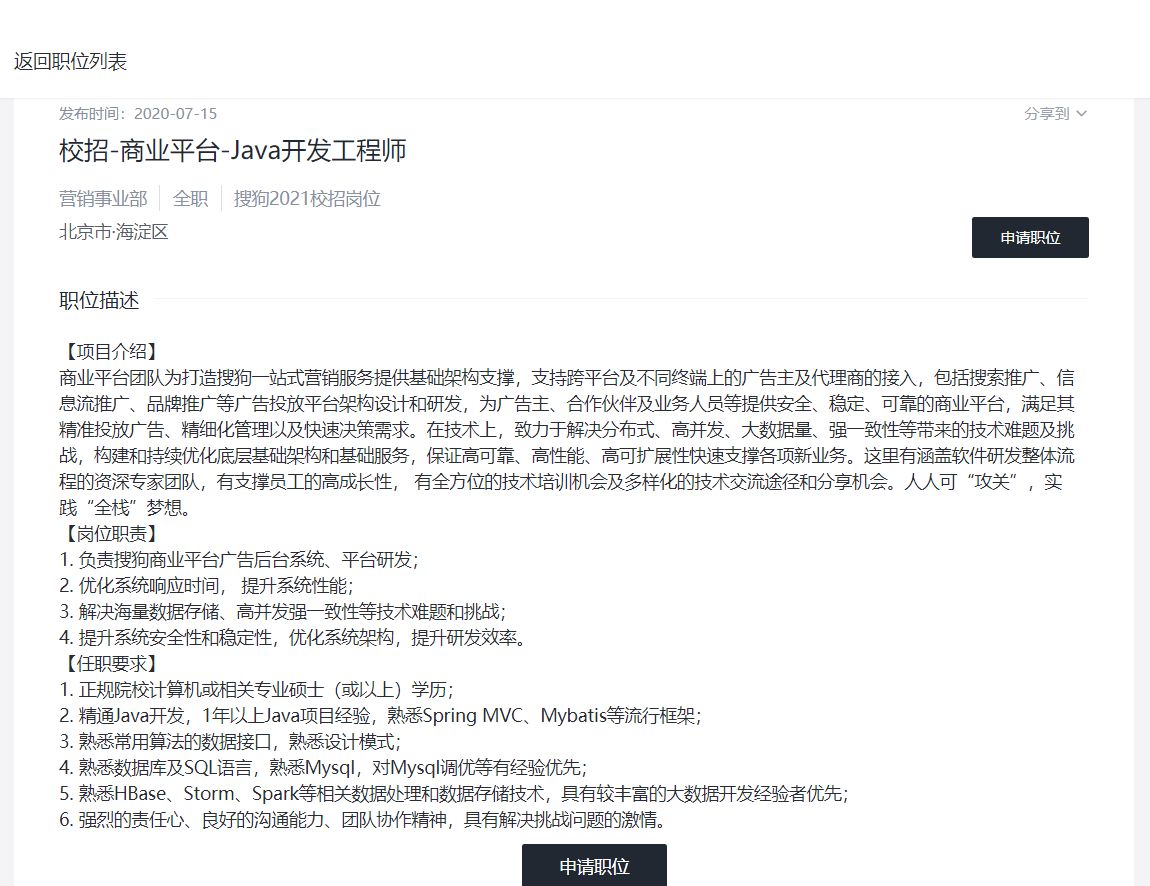 返回职位列表
发布时间：2020-07-15
分享到
校招-商业平台-Java开发工程师
营销事业部 全职 搜狗2021校招岗位
北京市·海淀区
申请职位
职位描述
【项目介绍】
商业平台团队为打造搜狗一站式营销服务提供基础架构支撑，支持跨平台及不同终端上的广告主及代理商的接入，包括搜索推广、信
息流推广、品牌推广等广告投放平台架构设计和研发，为广告主、合作伙伴及业务人员等提供安全、稳定、可靠的商业平台，满足其
精准投放广告、精细化管理以及快速决策需求。在技术上，致力于解决分布式、高并发、大数据量、强一致性等带来的技术难题及挑
战，构建和持续优化底层基础架构和基础服务，保证高可靠、高性能、高可扩展性快速支撑各项新业务。这里有涵盖软件研发整体流
程的资深专家团队，有支撑员工的高成长性， 有全方位的技术培训机会及多样化的技术交流途径和分享机会。人人可“攻关”，实
践“全栈”梦想。
【岗位职责】
1. 负责搜狗商业平台广告后台系统、平台研发；
2. 优化系统响应时间， 提升系统性能；
3. 解决海量数据存储、高并发强一致性等技术难题和挑战；
4. 提升系统安全性和稳定性，优化系统架构，提升研发效率。
【任职要求】
1. 正规院校计算机或相关专业硕士（或以上）学历；
2. 精通Java开发，1年以上Java项目经验，熟悉Spring MVC、Mybatis等流行框架；
3. 熟悉常用算法的数据接口，熟悉设计模式；
4. 熟悉数据库及SQL语言，熟悉Mysql，对Mysql调优等有经验优先；
5. 熟悉HBase、Storm、Spark等相关数据处理和数据存储技术，具有较丰富的大数据开发经验者优先；
6. 强烈的责任心、良好的沟通能力、团队协作精神，具有解决挑战问题的激情。
申请职位